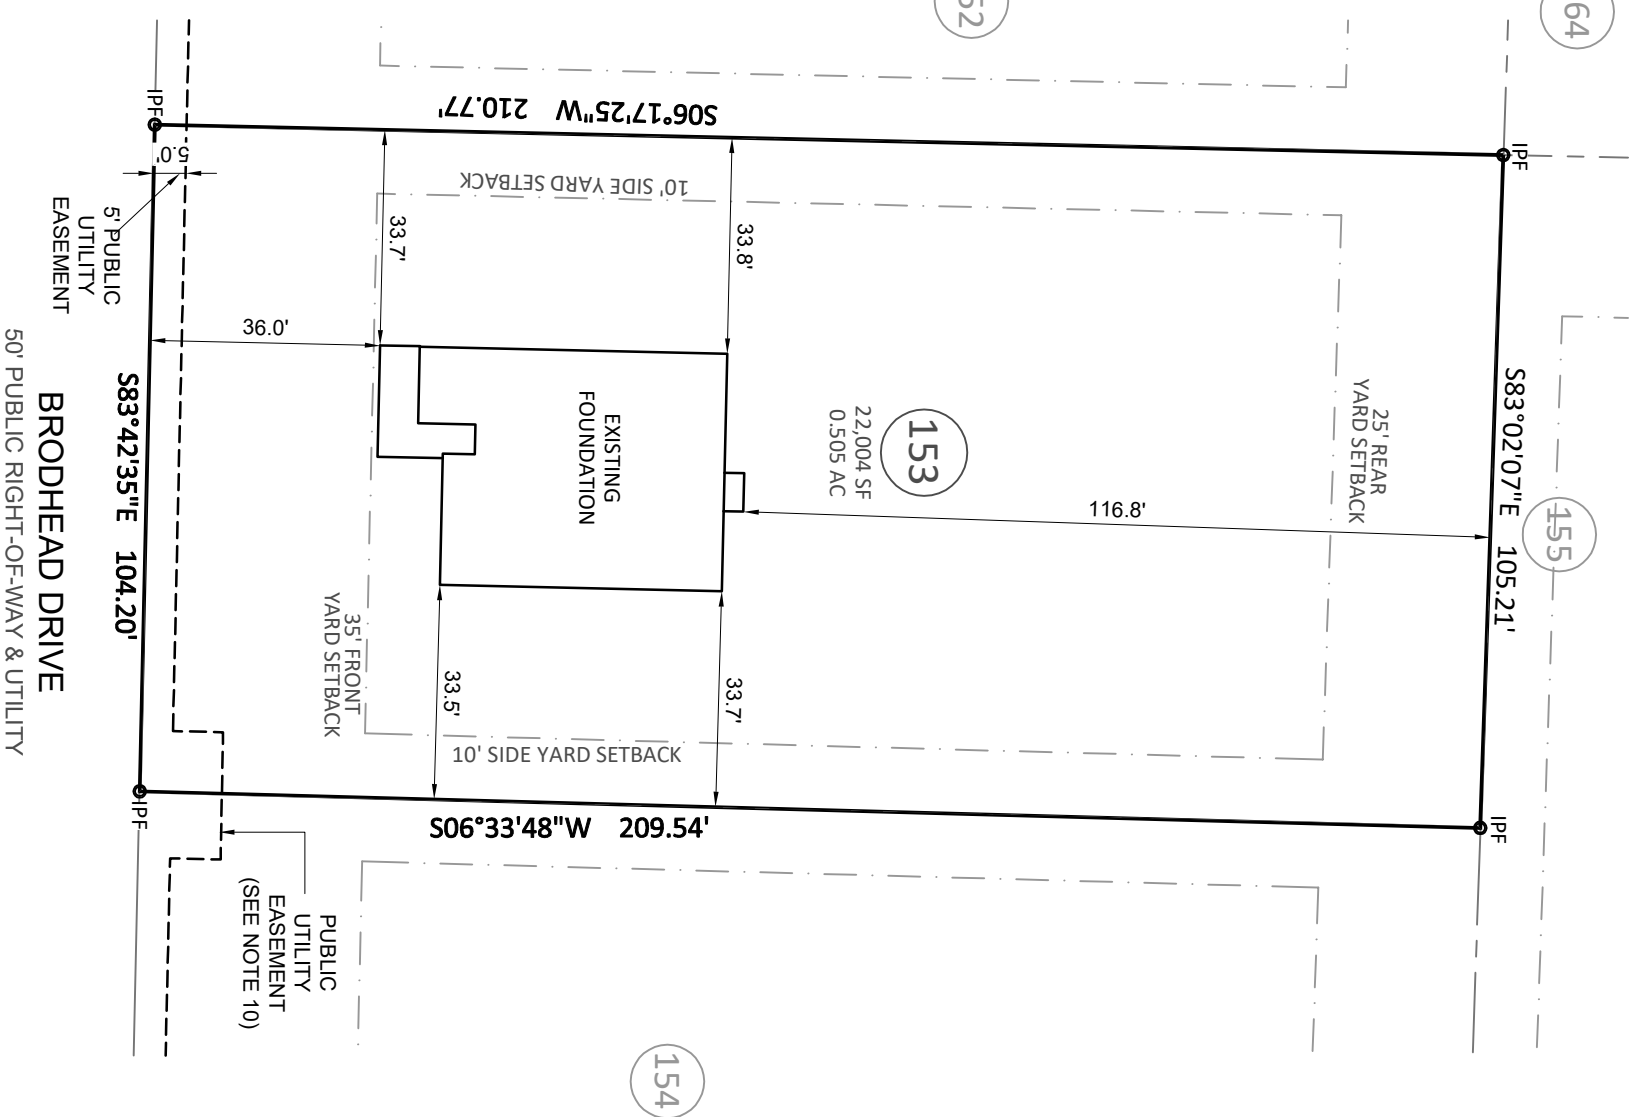 62
64
S06°17'25"W 210.77'
IPF
IPF
5.0'
10' SIDE YARD SETBACK
5' PUBLIC
UTILITY
EASEMENT
33.7'
33.8'
36.0'
S83°42'35"E 104.20'
BRODHEAD DRIVE
50' PUBLIC RIGHT-OF-WAY & UTILITY
EXISTING
FOUNDATION
153
22,004 SF
0.505 AC
25' REAR
YARD SETBACK
S83°02'07"E 105.21'
116.8'
155
35' FRONT
YARD SETBACK
33.5'
33.7'
10' SIDE YARD SETBACK
IPF
IPF
S06°33'48"W 209.54'
PUBLIC
UTILITY
EASEMENT
(SEE NOTE 10)
154